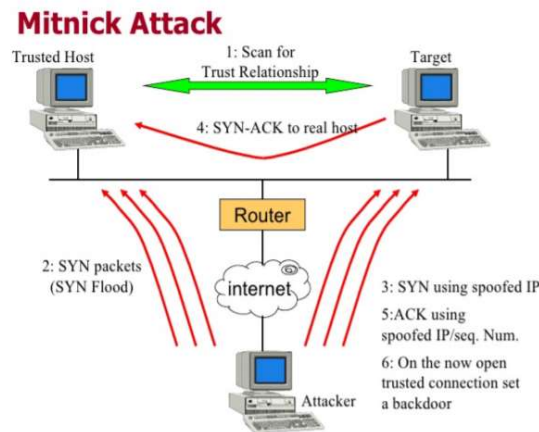 Mitnick Attack
Trusted Host
1: Scan for
Trust Relationship
Target
4: SYN-ACK to real host
Router
2: SYN packets
(SYN Flood)
internet
3: SYN using spoofed IP
5:ACK using
spoofed IP/seq. Num.
6: On the now open
trusted connection set
a backdoor
Attacker